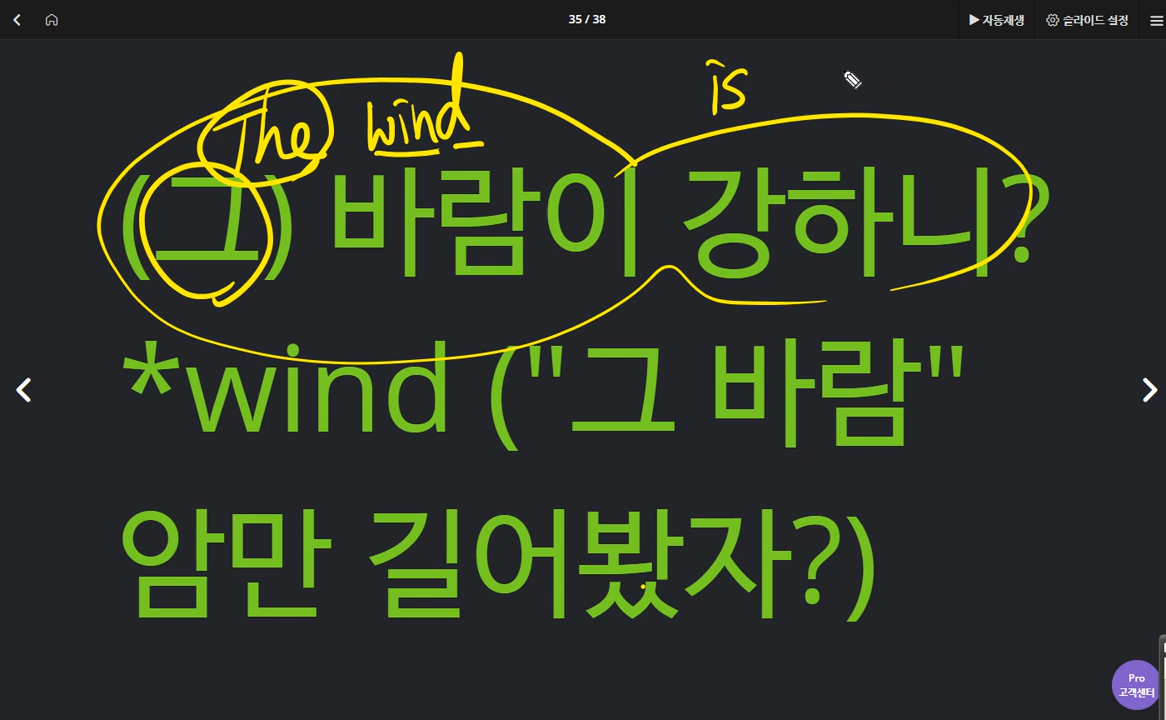 35 / 38
▶ 자동재생
슬라이드 설정
The wind is
(그) 바람이 강하니?
*wind ("그 바람"
암만 길어봤자?)
Pro
고객센터